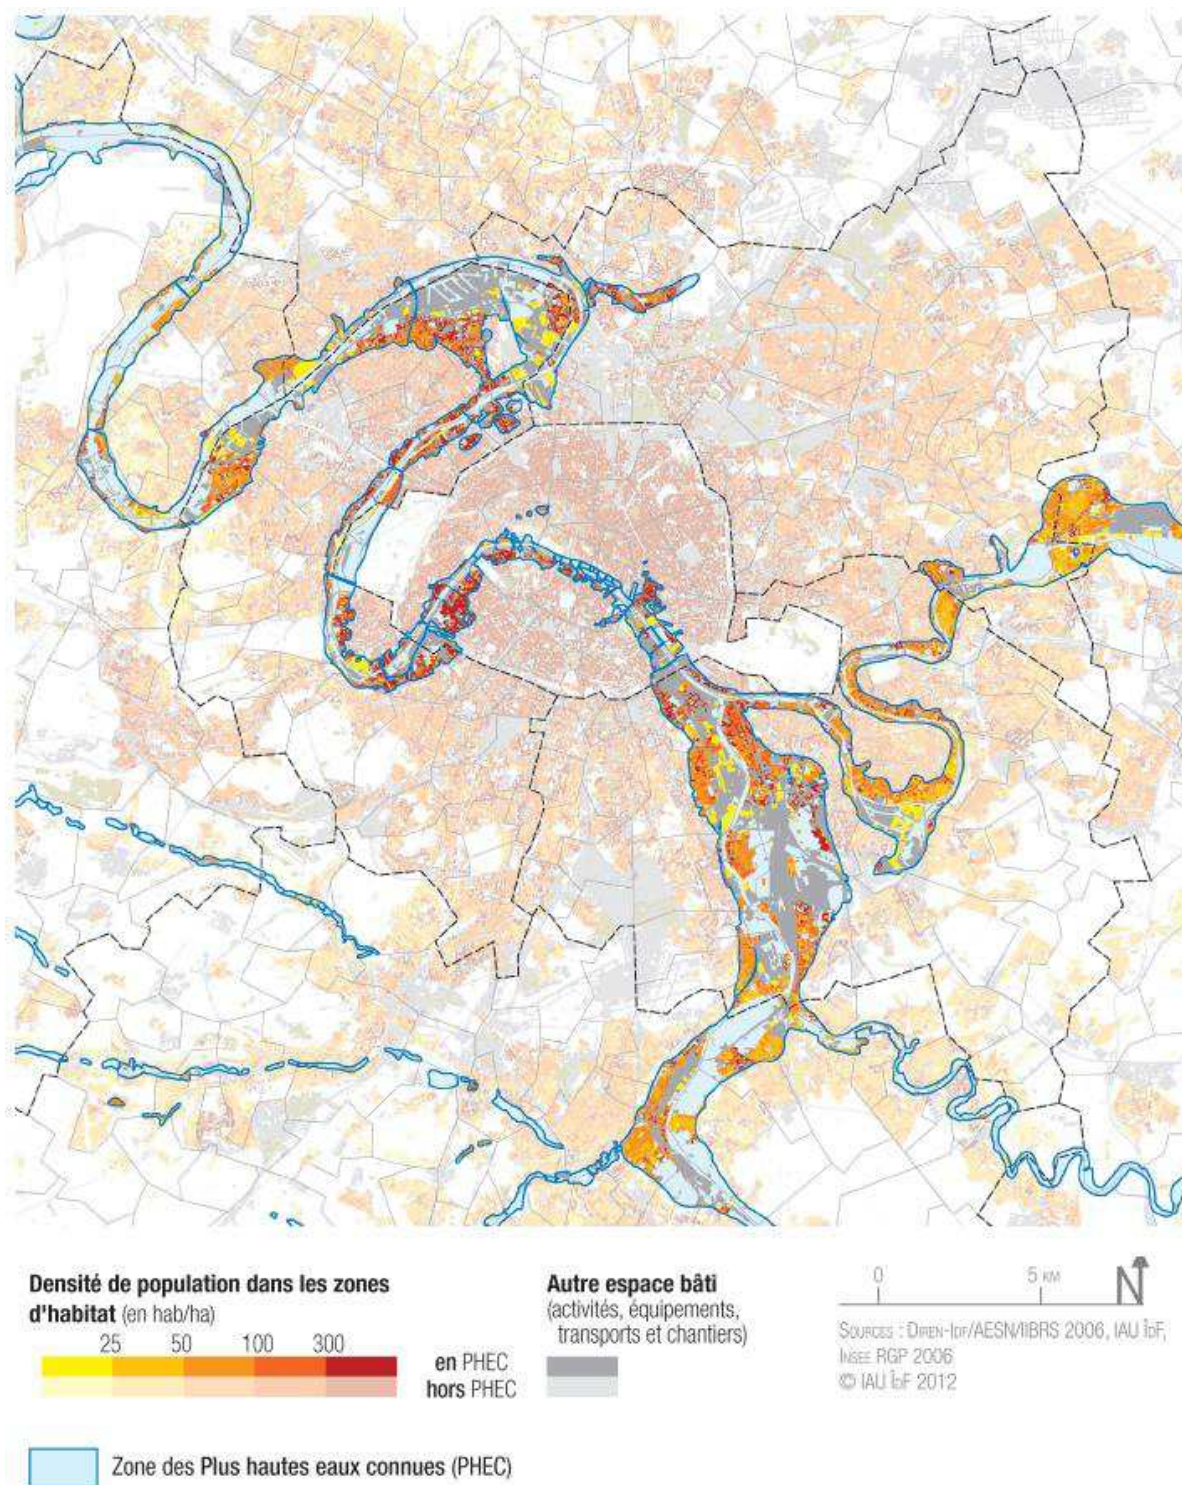 Densité de population dans les zones
d'habitat (en hab/ha)
25 50 100 300
en PHEC
hors PHEC
Autre espace bâti
(activités, équipements,
transports et chantiers)
0 5 KM
N
SOURCES : DIREN-IDF/AESN/IIBRS 2006, IAU ÎDF,
INSEE RGP 2006
© IAU ÎDF 2012
Zone des Plus hautes eaux connues (PHEC)